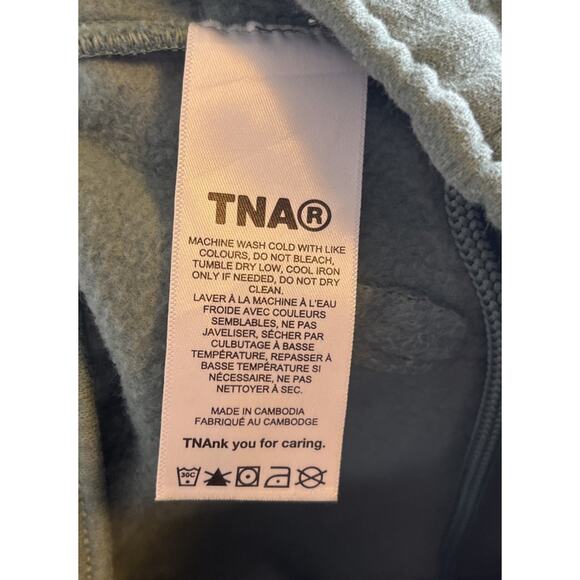 TNA®
MACHINE WASH COLD WITH LIKE
COLOURS, DO NOT BLEACH,
TUMBLE DRY LOW, COOL IRON
ONLY IF NEEDED, DO NOT DRY
CLEAN.
LAVER À LA MACHINE À L'EAU
FROIDE AVEC COULEURS
SEMBLABLES, NE PAS
JAVELISER, SÉCHER PAR
CULBUTAGE À BASSE
TEMPÉRATURE, REPASSER À
BASSE TEMPÉRATURE SI
NÉCESSAIRE, NE PAS
NETTOYER À SEC.
MADE IN CAMBODIA
FABRIQUÉ AU CAMBODGE
TNAnk you for caring.
30C